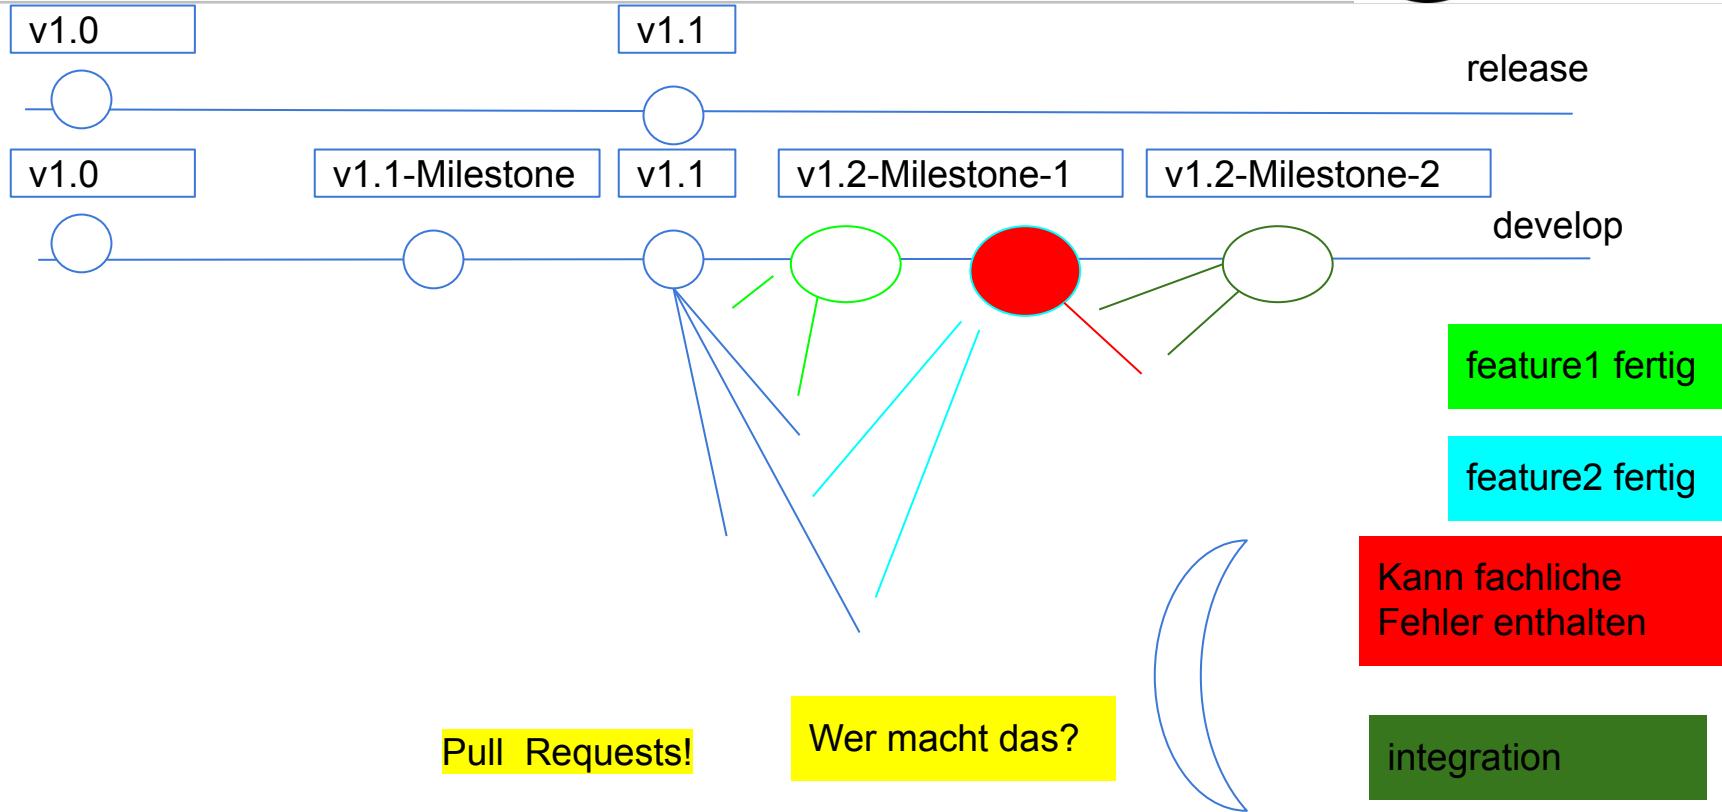 v1.0
v1.1
release
v1.0
v1.1-Milestone
v1.1
v1.2-Milestone-1
v1.2-Milestone-2
develop
feature1 fertig
feature2 fertig
Kann fachliche
Fehler enthalten
Pull Requests!
Wer macht das?
integration